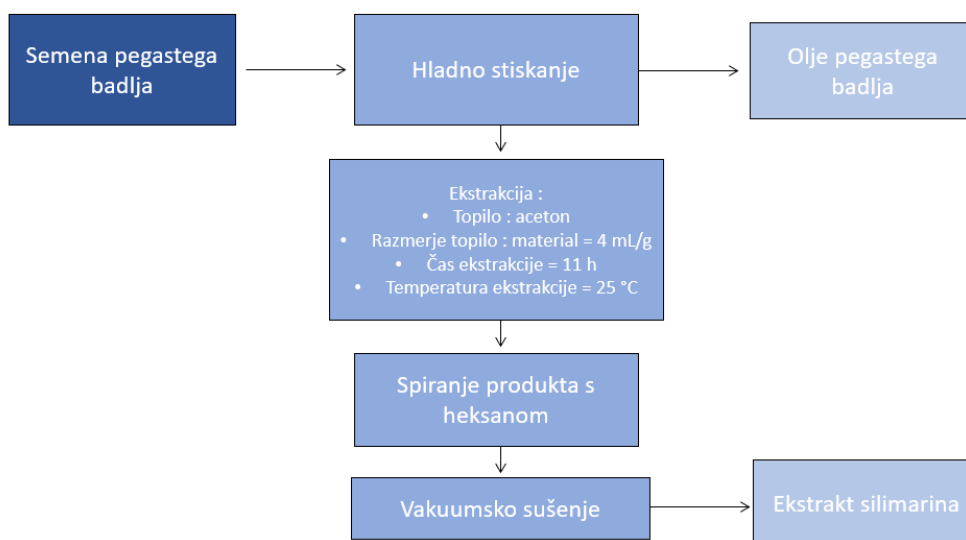 Semena pegastega
badlja
Hladno stiskanje
Olje pegastega
badlja
Ekstrakcija :
• Topilo : aceton
• Razmerje topilo : material = 4 mL/g
• Čas ekstrakcije = 11 h
• Temperatura ekstrakcije = 25 °C
Spiranje produkta s
heksanom
Vakuumsko sušenje
Ekstrakt silimarina